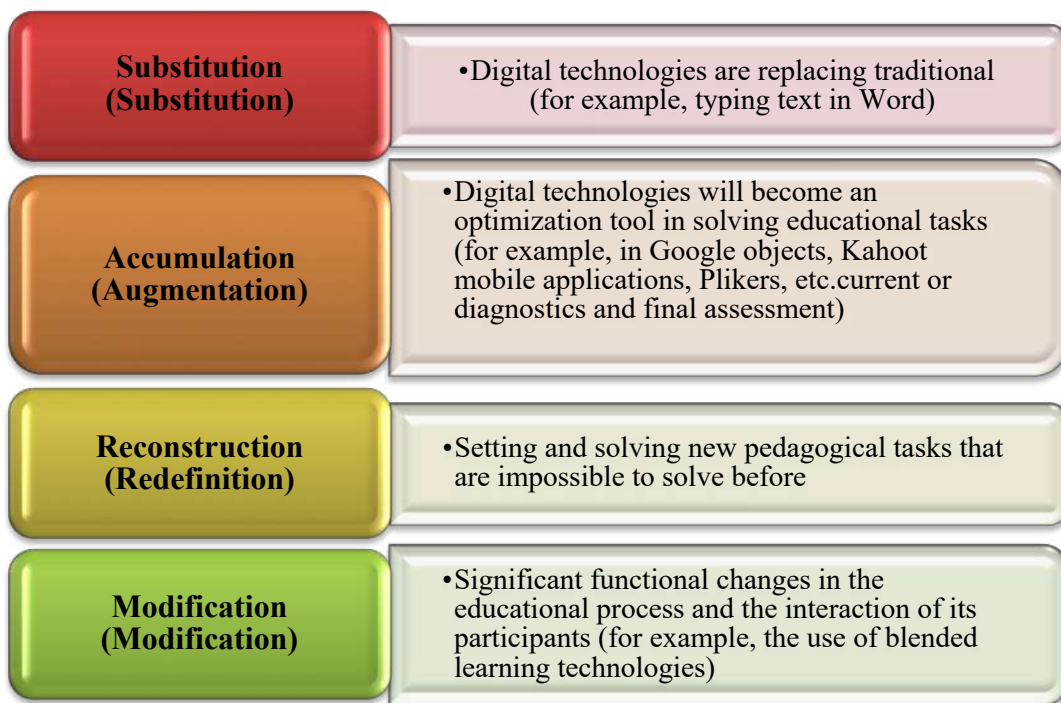 Substitution
(Substitution)
•Digital technologies are replacing traditional
(for example, typing text in Word)
Accumulation
(Augmentation)
•Digital technologies will become an
optimization tool in solving educational tasks
(for example, in Google objects, Kahoot
mobile applications, Plikers, etc.current or
diagnostics and final assessment)
Reconstruction
(Redefinition)
•Setting and solving new pedagogical tasks that
are impossible to solve before
Modification
(Modification)
•Significant functional changes in the
educational process and the interaction of its
participants (for example, the use of blended
learning technologies)